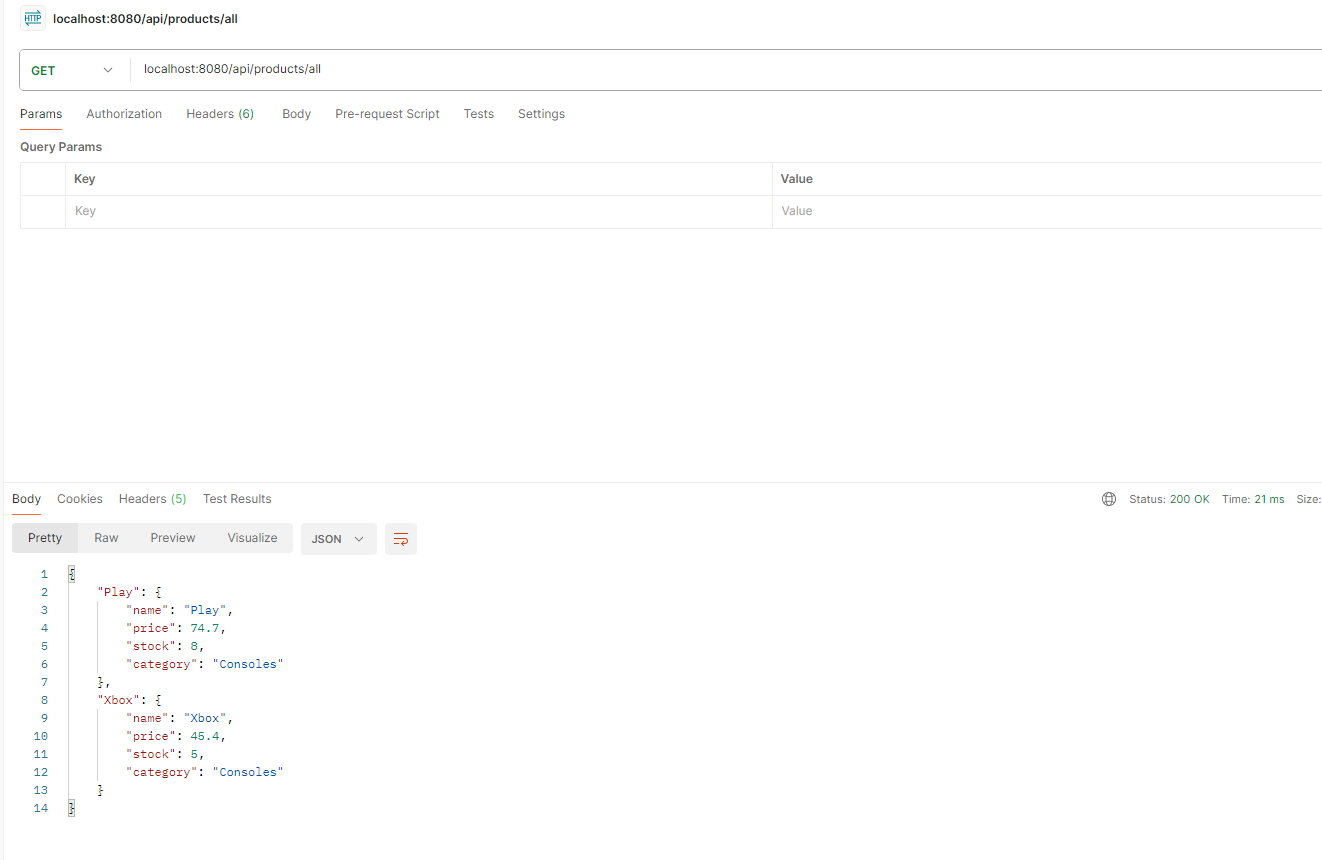 HTTP localhost:8080/api/products/all
GET localhost:8080/api/products/all
Params Authorization Headers (6) Body Pre-request Script Tests Settings
Query Params
Key Value
Key Value
Body Cookies Headers (5) Test Results Status: 200 OK Time: 21 ms Size:
Pretty Raw Preview Visualize JSON
1 {
2 "Play": {
3 "name": "Play",
4 "price": 74.7,
5 "stock": 8,
6 "category": "Consoles"
7 },
8 "Xbox": {
9 "name": "Xbox",
10 "price": 45.4,
11 "stock": 5,
12 "category": "Consoles"
13 }
14 }